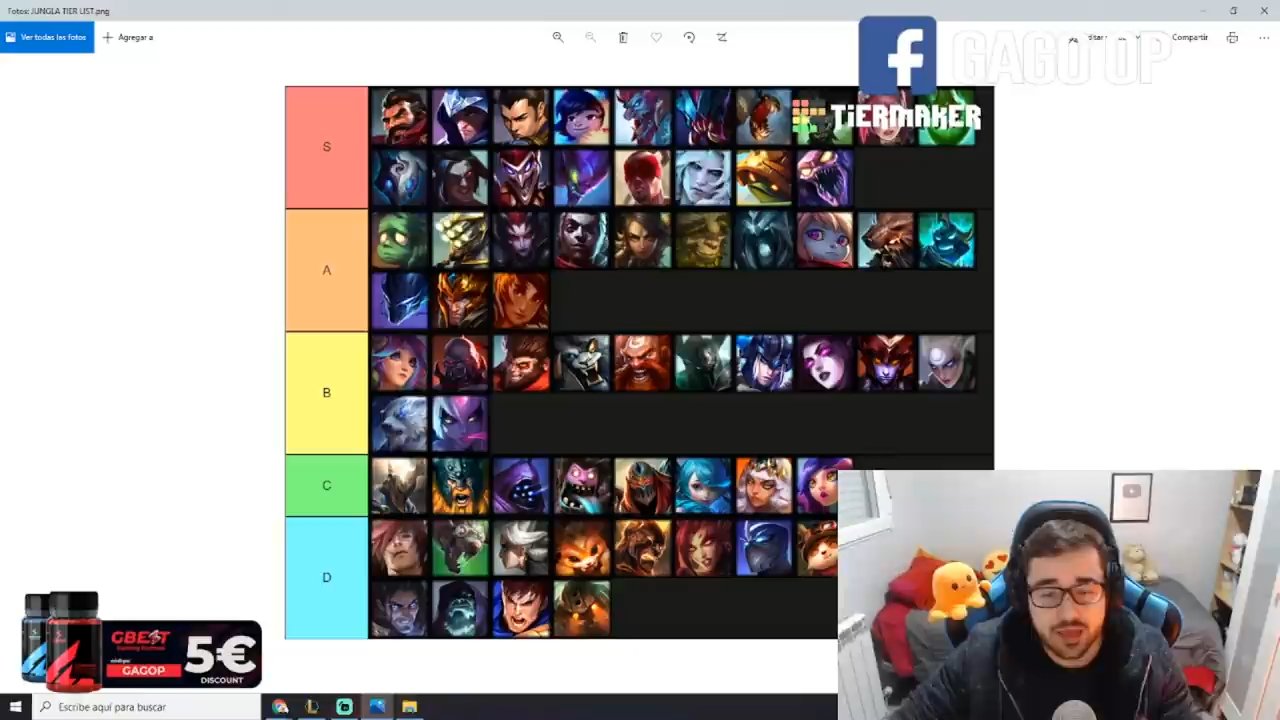 Fotos: JUNGLA TIER LIST.png
Ver todas las fotos
Agregar a
Compartir
GAGO OP
TiERMAKER
S
A
B
C
D
GBEST
GAGOP
5€
DISCOUNT
Escribe aquí para buscar